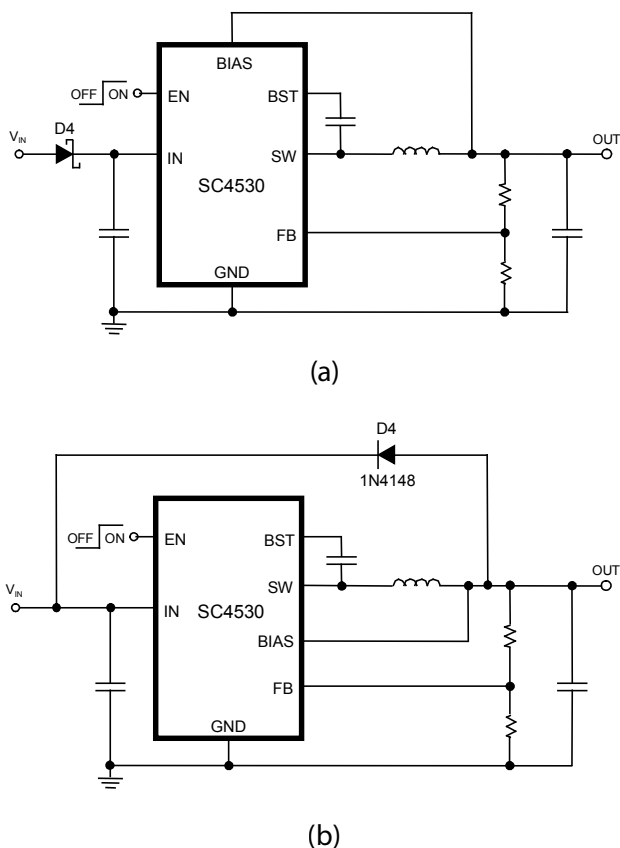 BIAS
OFF ON EN BST
D4
V_IN
IN SW OUT
SC4530
FB
GND
(a)
D4
1N4148
OFF ON EN BST
V_IN SW OUT
IN SC4530
BIAS
FB
GND
(b)